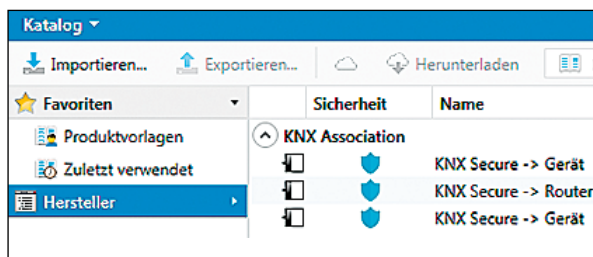 Katalog
Importieren... Exportieren... Herunterladen
Favoriten Sicherheit Name
KNX Association
Produktvorlagen KNX Secure -> Gerät
Zuletzt verwendet KNX Secure -> Router
Hersteller KNX Secure -> Gerät